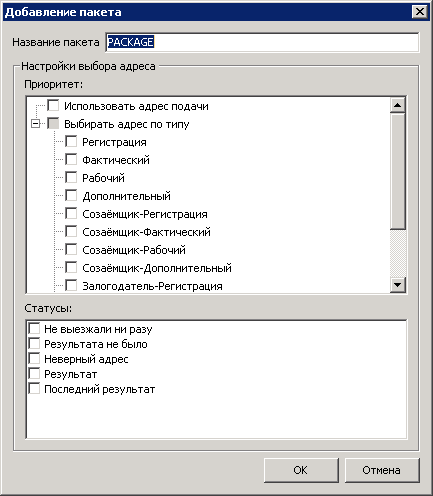 Добавление пакета
Название пакета PACKAGE
Настройки выбора адреса
Приоритет:
Использовать адрес подачи
Выбирать адрес по типу
Регистрация
Фактический
Рабочий
Дополнительный
Созаёмщик-Регистрация
Созаёмщик-Фактический
Созаёмщик-Рабочий
Созаёмщик-Дополнительный
Залогодатель-Регистрация
Статусы:
Не выезжали ни разу
Результата не было
Неверный адрес
Результат
Последний результат
ОК Отмена